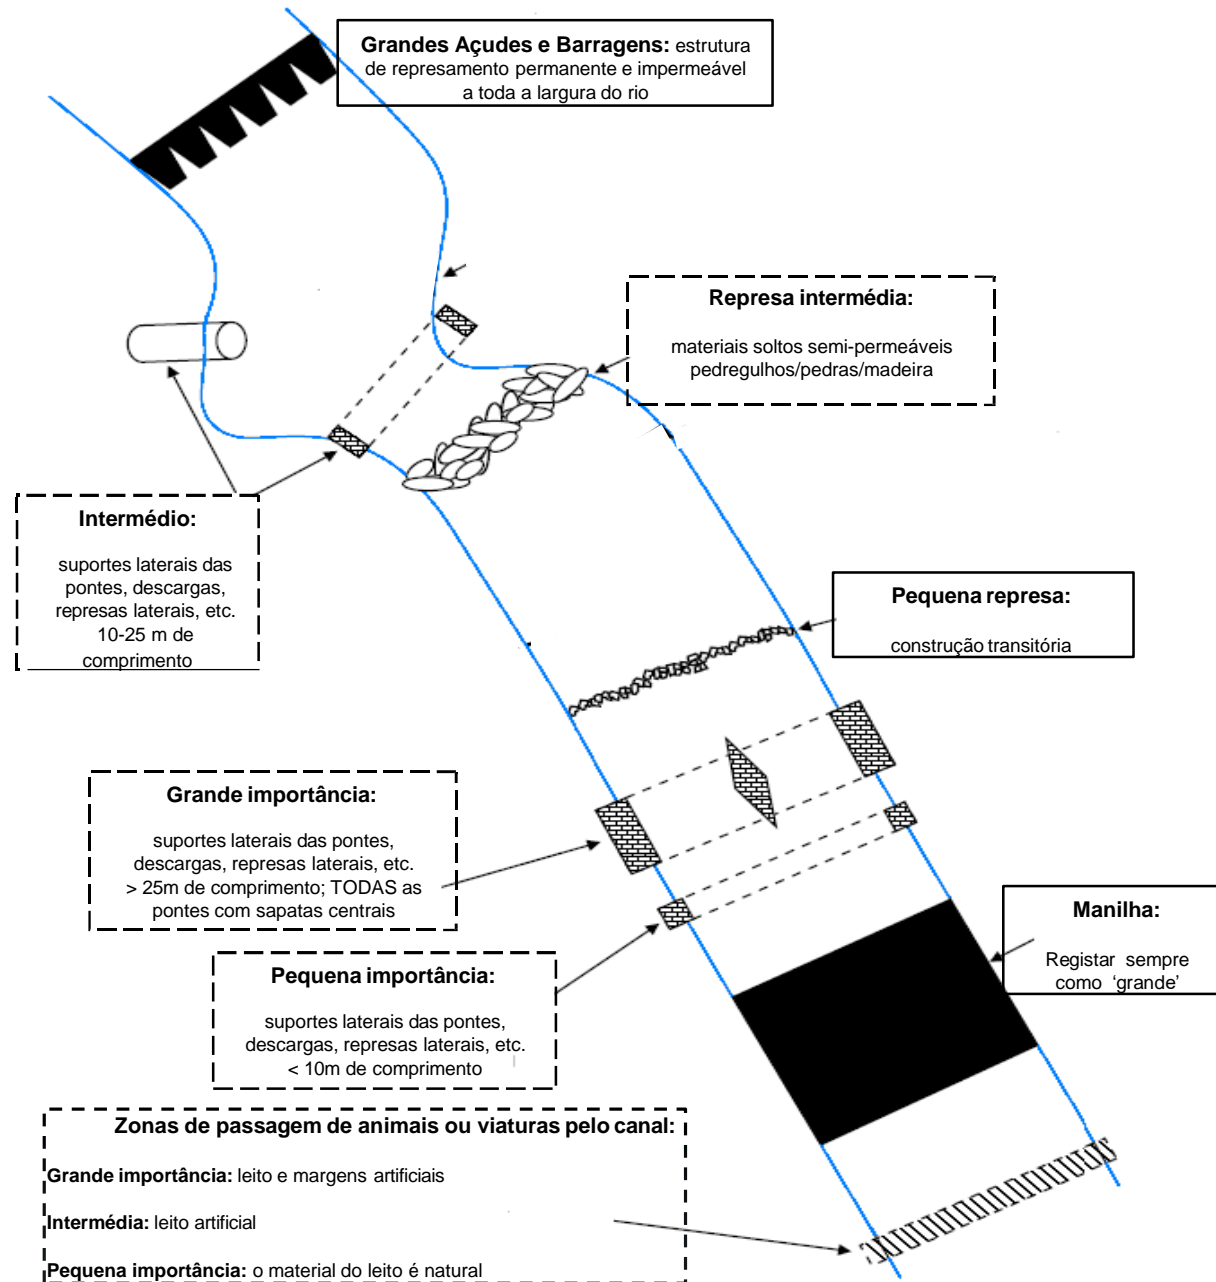 Grandes Açudes e Barragens: estrutura
de represamento permanente e impermeável
a toda a largura do rio
Represa intermédia:
materiais soltos semi-permeáveis
pedregulhos/pedras/madeira
Intermédio:
suportes laterais das
pontes, descargas,
represas laterais, etc.
10-25 m de
comprimento
Pequena represa:
construção transitória
Grande importância:
suportes laterais das pontes,
descargas, represas laterais, etc.
> 25m de comprimento; TODAS as
pontes com sapatas centrais
Manilha:
Registar sempre
como ‘grande’
Pequena importância:
suportes laterais das pontes,
descargas, represas laterais, etc.
< 10m de comprimento
Zonas de passagem de animais ou viaturas pelo canal:
Grande importância: leito e margens artificiais
Intermédia: leito artificial
Pequena importância: o material do leito é natural